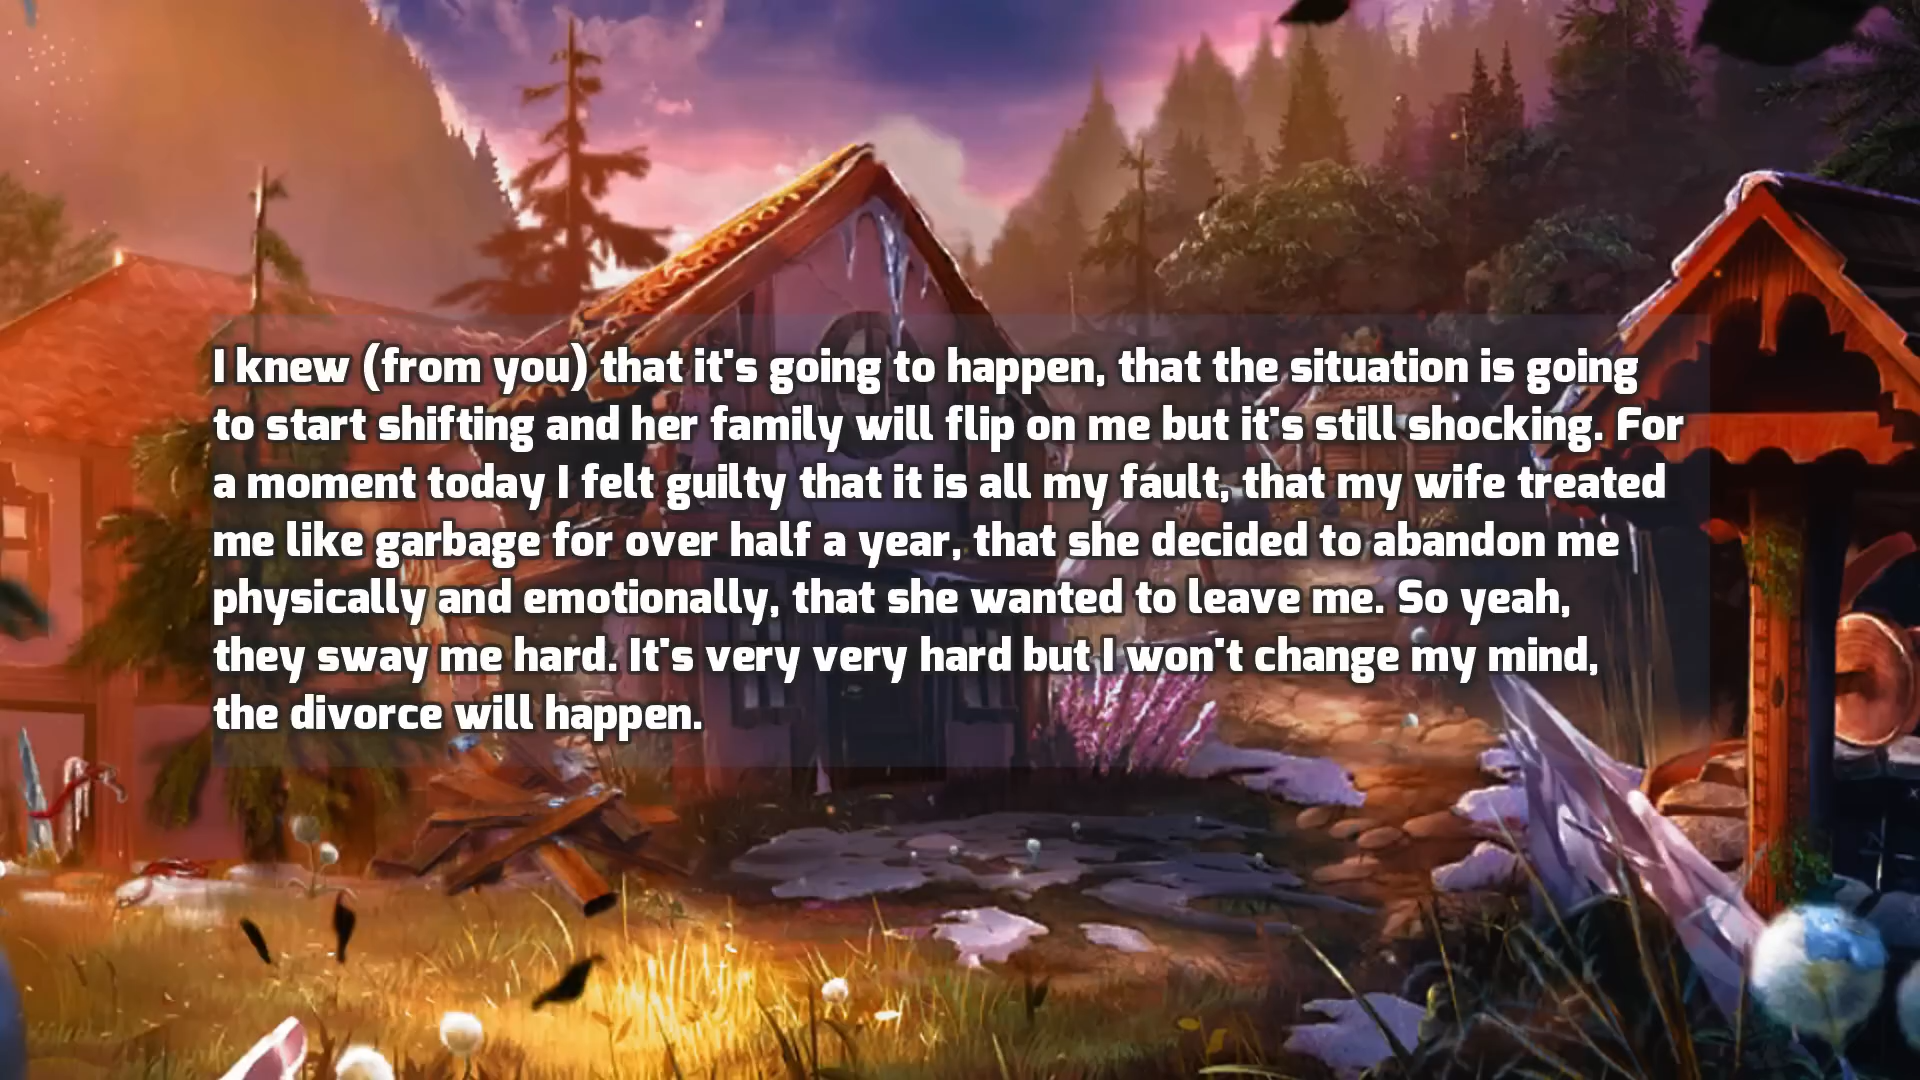 I knew (from you) that it's going to happen, that the situation is going
to start shifting and her family will flip on me but it's still shocking. For
a moment today I felt guilty that it is all my fault, that my wife treated
me like garbage for over half a year, that she decided to abandon me
physically and emotionally, that she wanted to leave me. So yeah,
they sway me hard. It's very very hard but I won't change my mind,
the divorce will happen.